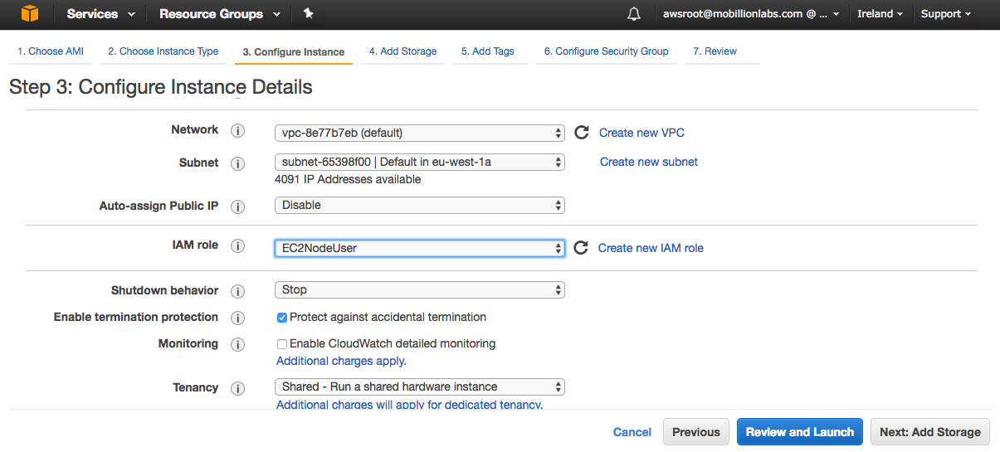 Services Resource Groups awsroot@mobillionlabs.com @ ... Ireland Support
1. Choose AMI 2. Choose Instance Type 3. Configure Instance 4. Add Storage 5. Add Tags 6. Configure Security Group 7. Review
Step 3: Configure Instance Details
Network i vpc-8e77b7eb (default) Create new VPC
Subnet i subnet-65398f00 | Default in eu-west-1a Create new subnet
4091 IP Addresses available
Auto-assign Public IP i Disable
IAM role i EC2NodeUser Create new IAM role
Shutdown behavior i Stop
Enable termination protection i Protect against accidental termination
Monitoring i Enable CloudWatch detailed monitoring
Additional charges apply.
Tenancy i Shared - Run a shared hardware instance
Additional charges will apply for dedicated tenancy.
Cancel Previous Review and Launch Next: Add Storage